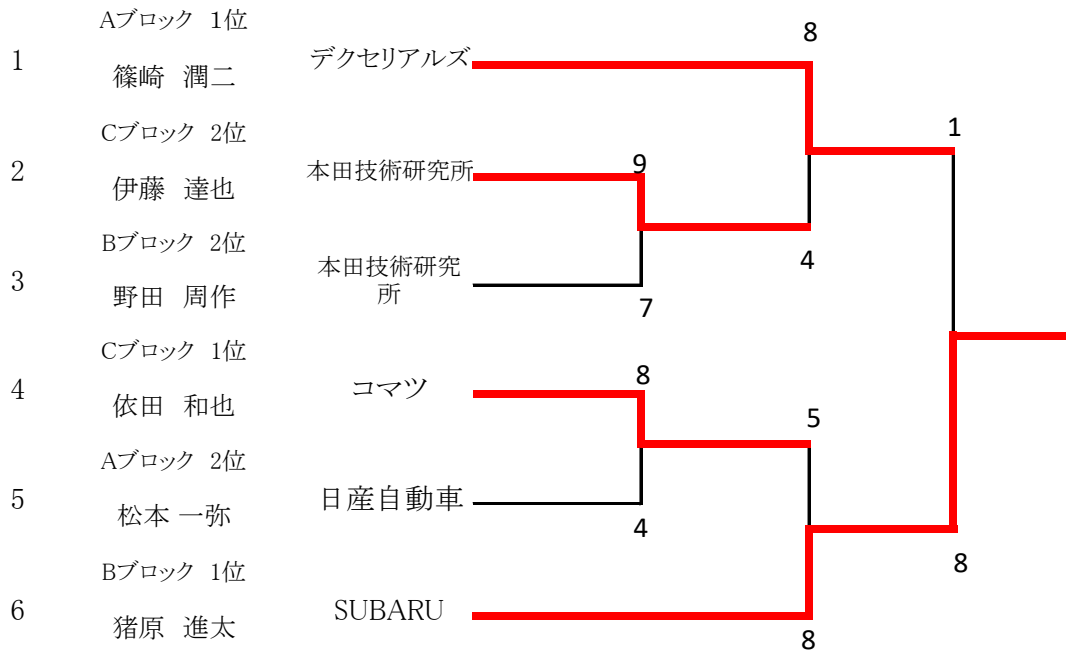 Aブロック 1位
1
篠崎 潤二
デクセリアルズ
8
Cブロック 2位
2
伊藤 達也
本田技術研究所
9
1
Bブロック 2位
3
野田 周作
本田技術研究
所
7
4
Cブロック 1位
4
依田 和也
コマツ
8
5
Aブロック 2位
5
松本 一弥
日産自動車
4
Bブロック 1位
6
猪原 進太
SUBARU
8
8